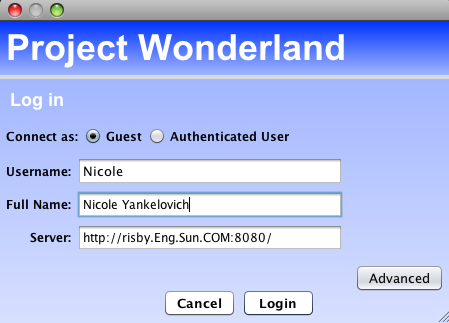 Project Wonderland
Log in
Connect as: Guest Authenticated User
Username: Nicole
Full Name: Nicole Yankelovich
Server: http://risby.Eng.Sun.COM:8080/
Advanced
Cancel Login